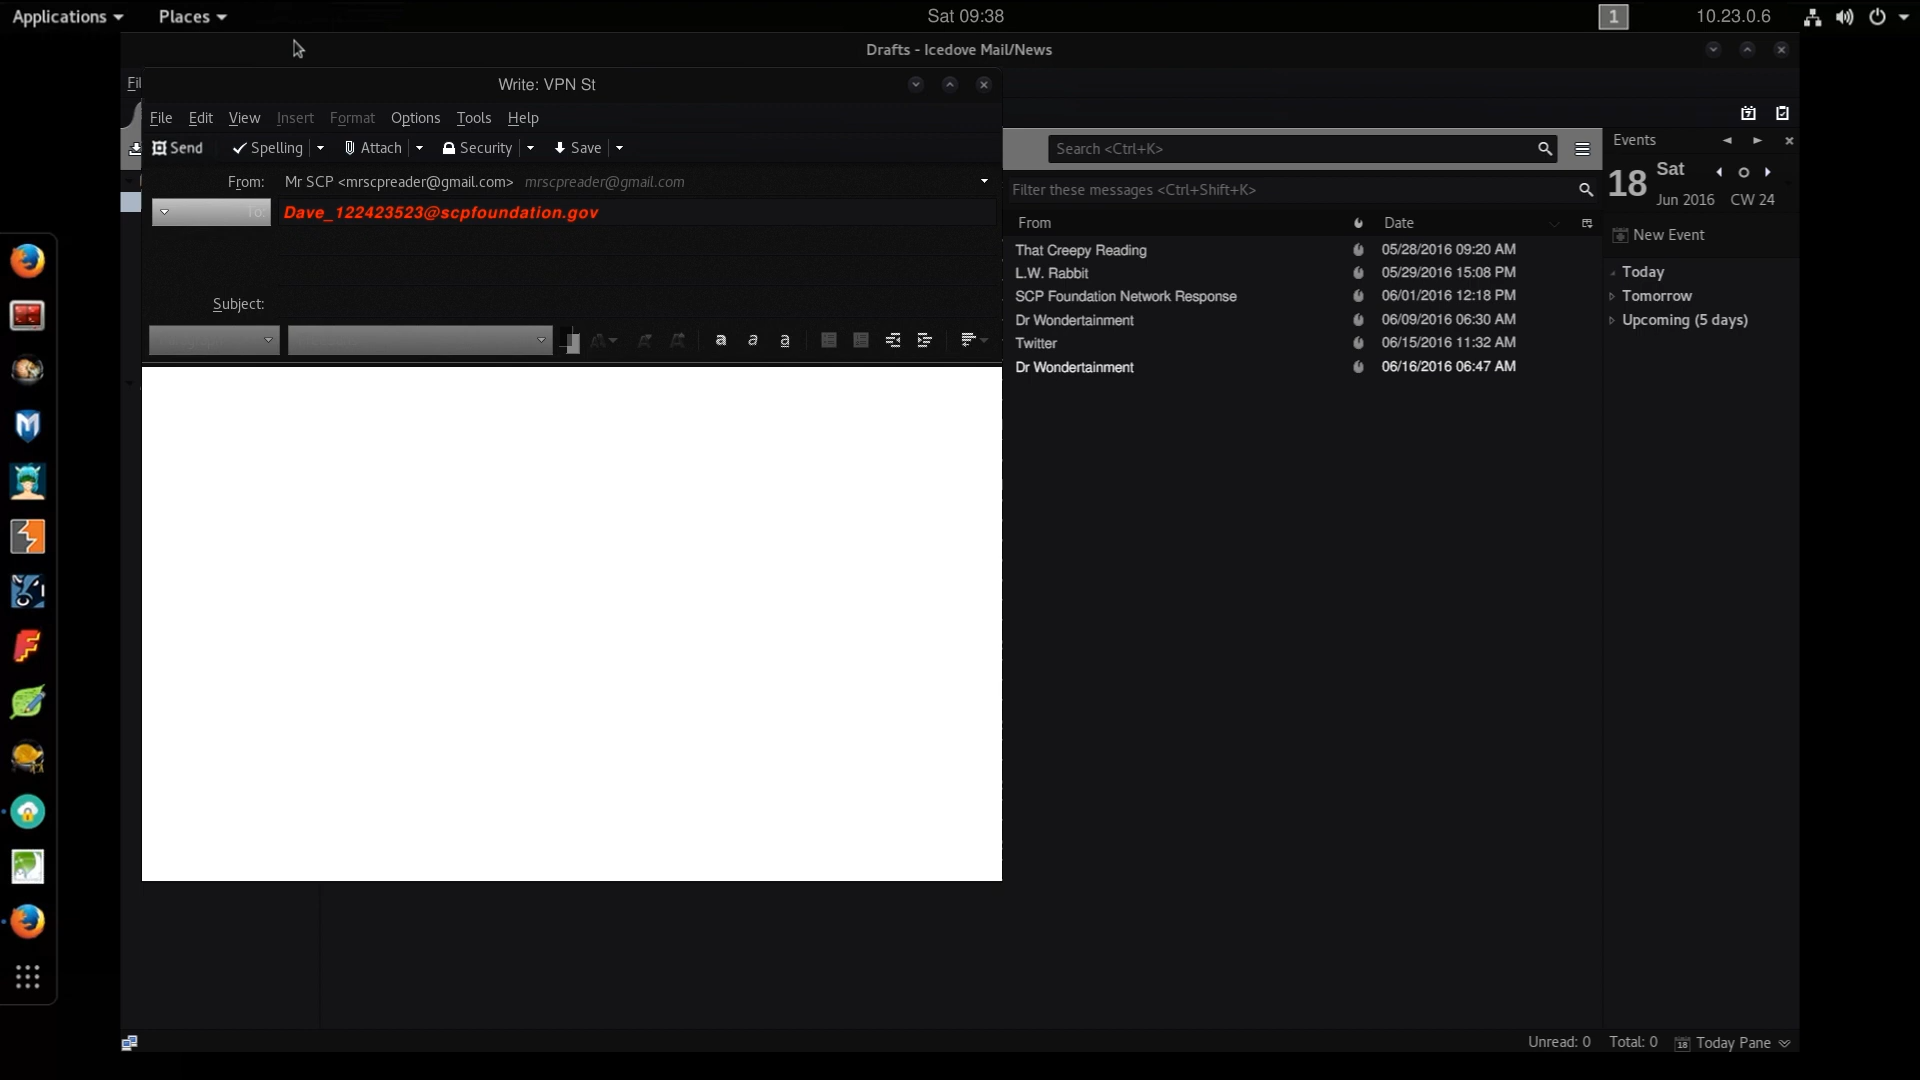 Applications Places Sat 09:38 1 10.23.0.6
Drafts - Icedove Mail/News
Write: VPN St
File Edit View Insert Format Options Tools Help
Send Spelling Attach Security Save
Search <Ctrl+K>
Events
From: Mr SCP <mrscpreader@gmail.com> mrscpreader@gmail.com
Filter these messages <Ctrl+Shift+K>
18 Sat
Jun 2016 CW 24
To: Dave_122423523@scpfoundation.gov
From Date
New Event
That Creepy Reading 05/28/2016 09:20 AM
L.W. Rabbit 05/29/2016 15:08 PM
SCP Foundation Network Response 06/01/2016 12:18 PM
Dr Wondertainment 06/09/2016 06:30 AM
Twitter 06/15/2016 11:32 AM
Dr Wondertainment 06/16/2016 06:47 AM
Today
Tomorrow
Upcoming (5 days)
Subject:
a a a
Unread: 0 Total: 0 18 Today Pane